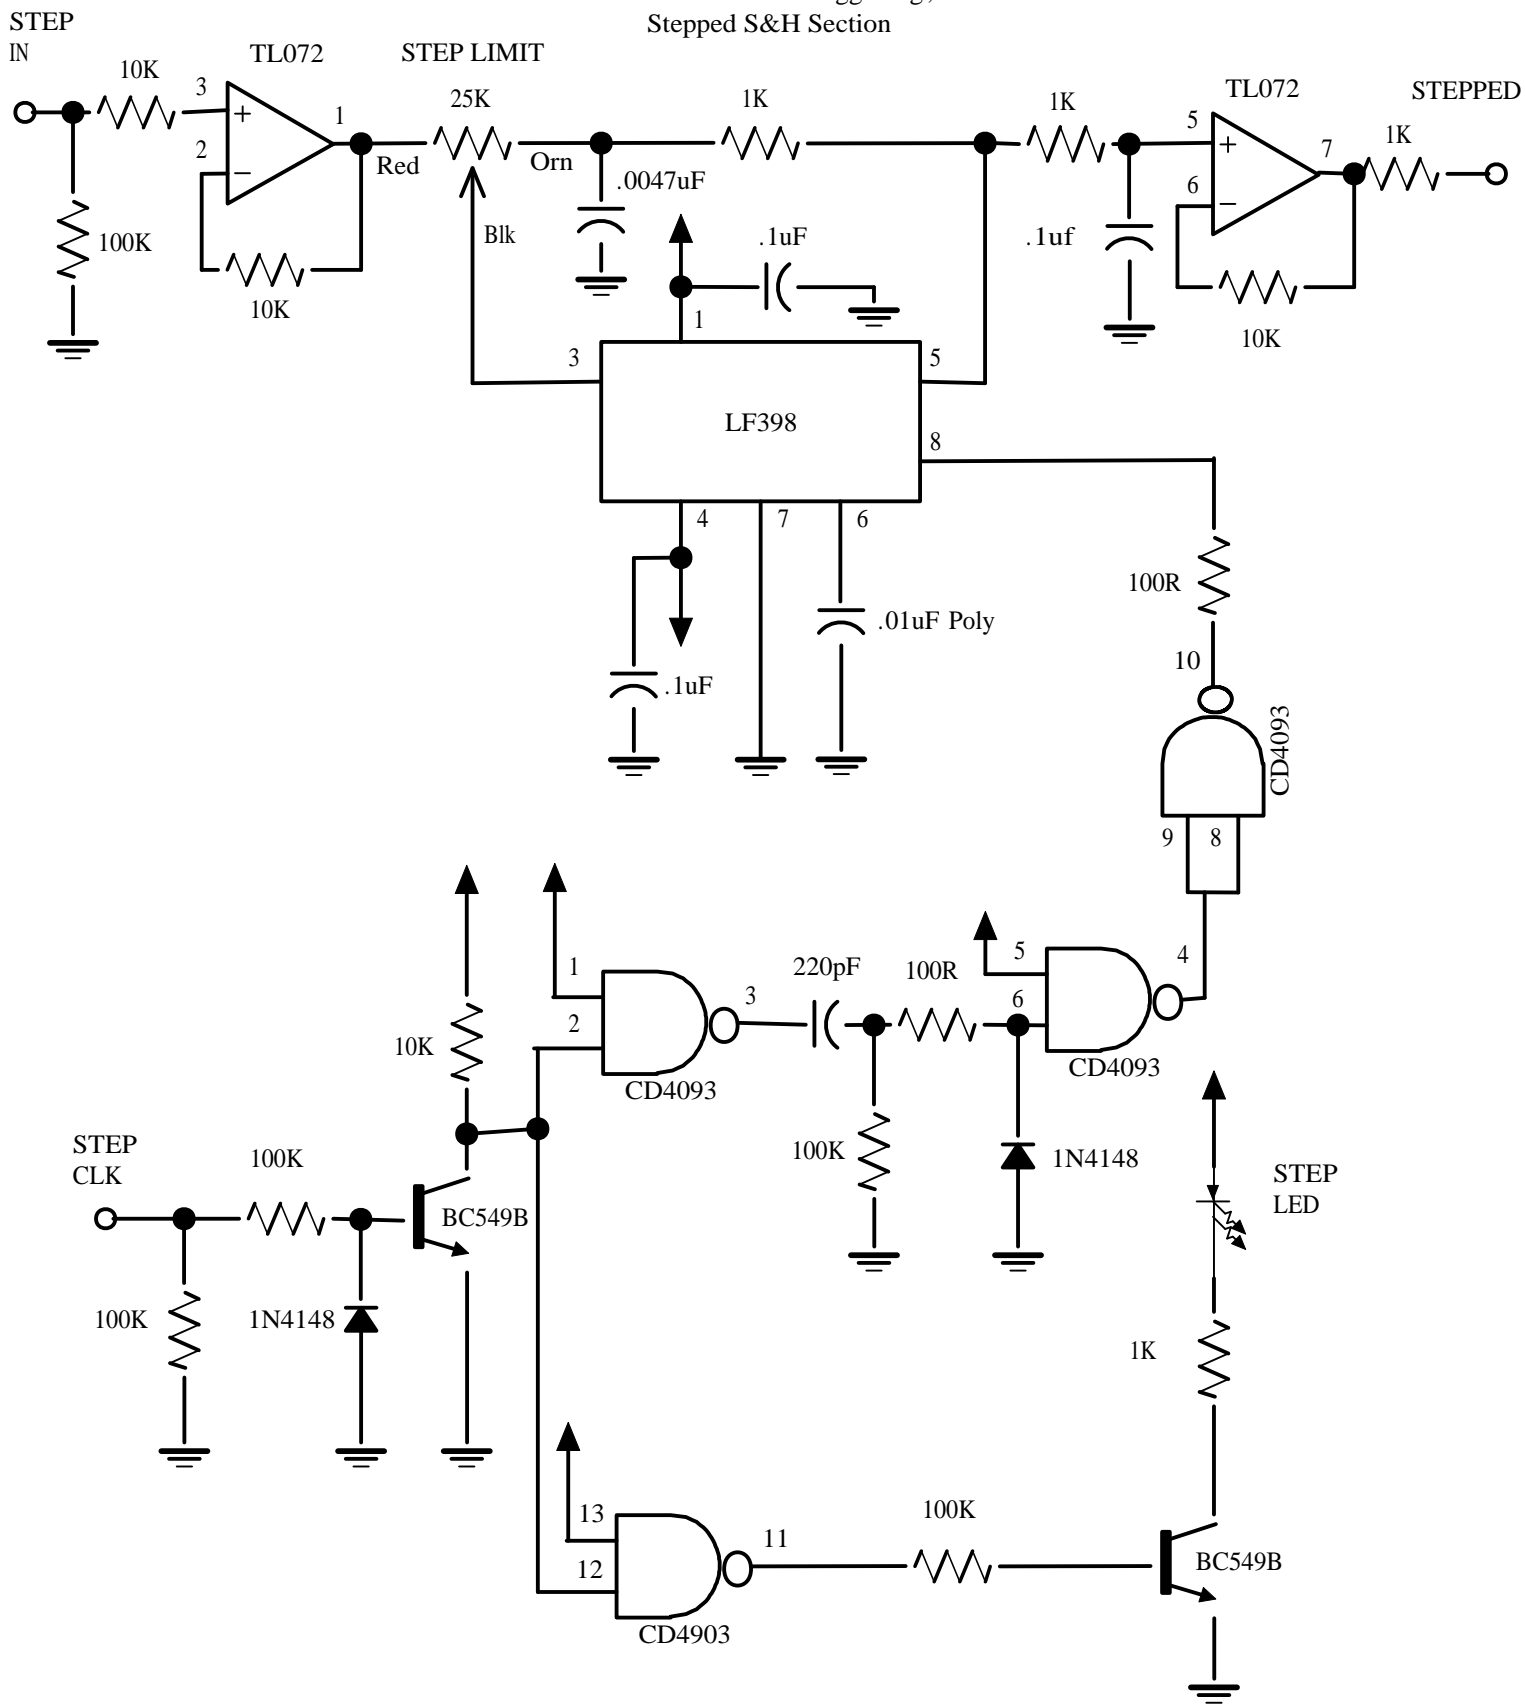 Stepped S&H Section
STEP
IN
10K
3
TL072
+
1
2
−
100K
10K
STEP LIMIT
25K
Red
Orn
Blk
.0047uF
.1uF
1K
1K
.1uf
TL072
5
+
7
6
−
10K
STEPPED
1K
1
3
5
LF398
8
4
7
6
.1uF
.01uF Poly
100R
10
CD4093
9
8
10K
1
2
3
CD4093
220pF
100R
5
6
4
CD4093
100K
1N4148
STEP
CLK
100K
BC549B
100K
1N4148
STEP
LED
1K
13
12
11
CD4903
100K
BC549B